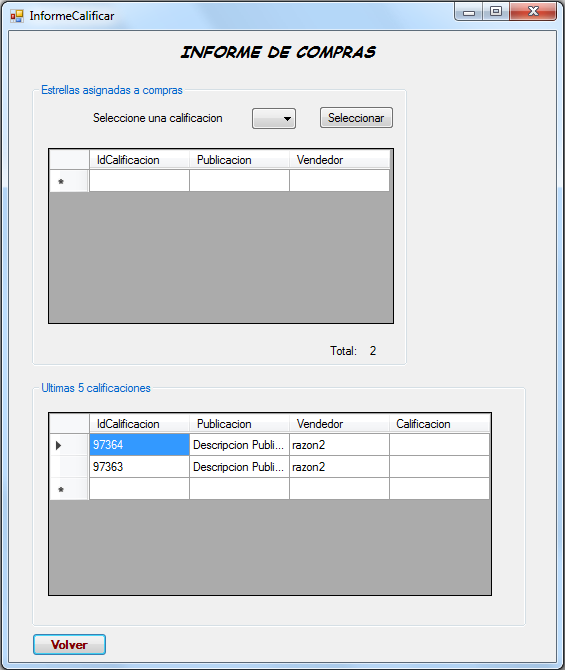 InformeCalificar
INFORME DE COMPRAS
Estrellas asignadas a compras
Seleccione una calificacion
Seleccionar
IdCalificacion Publicacion Vendedor
*
Total: 2
Ultimas 5 calificaciones
IdCalificacion Publicacion Vendedor Calificacion
97364 Descripcion Publi... razon2
97363 Descripcion Publi... razon2
*
Volver